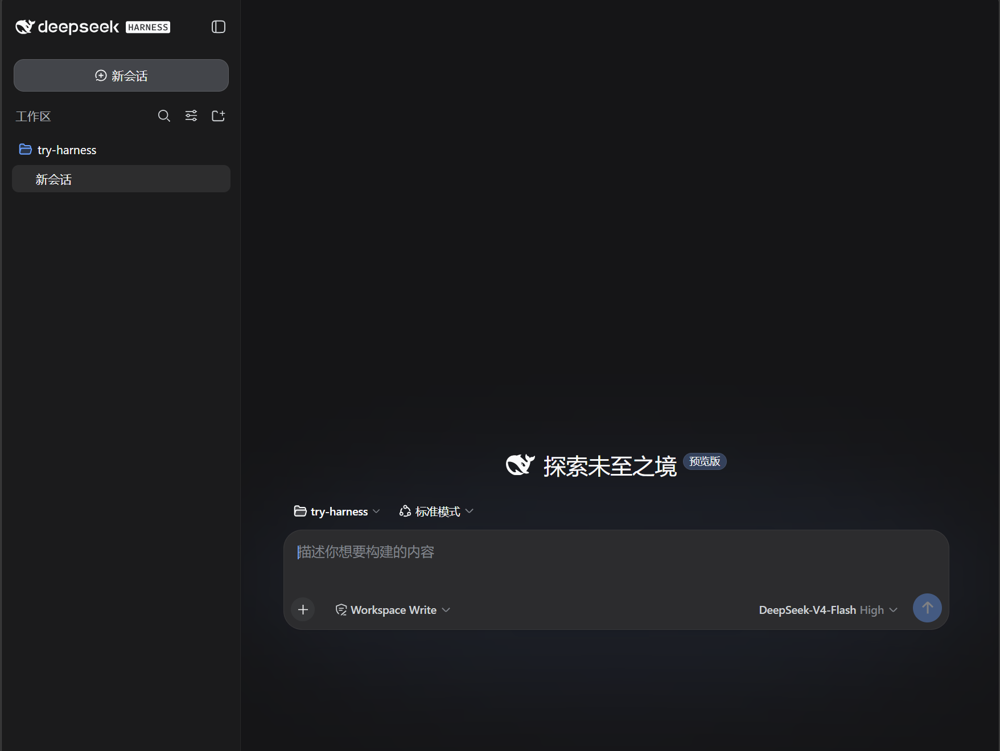 deepseek HARNESS
新会话
工作区
try-harness
新会话
探索未至之境 预览版
try-harness 标准模式
描述你想要构建的内容
Workspace Write DeepSeek-V4-Flash High